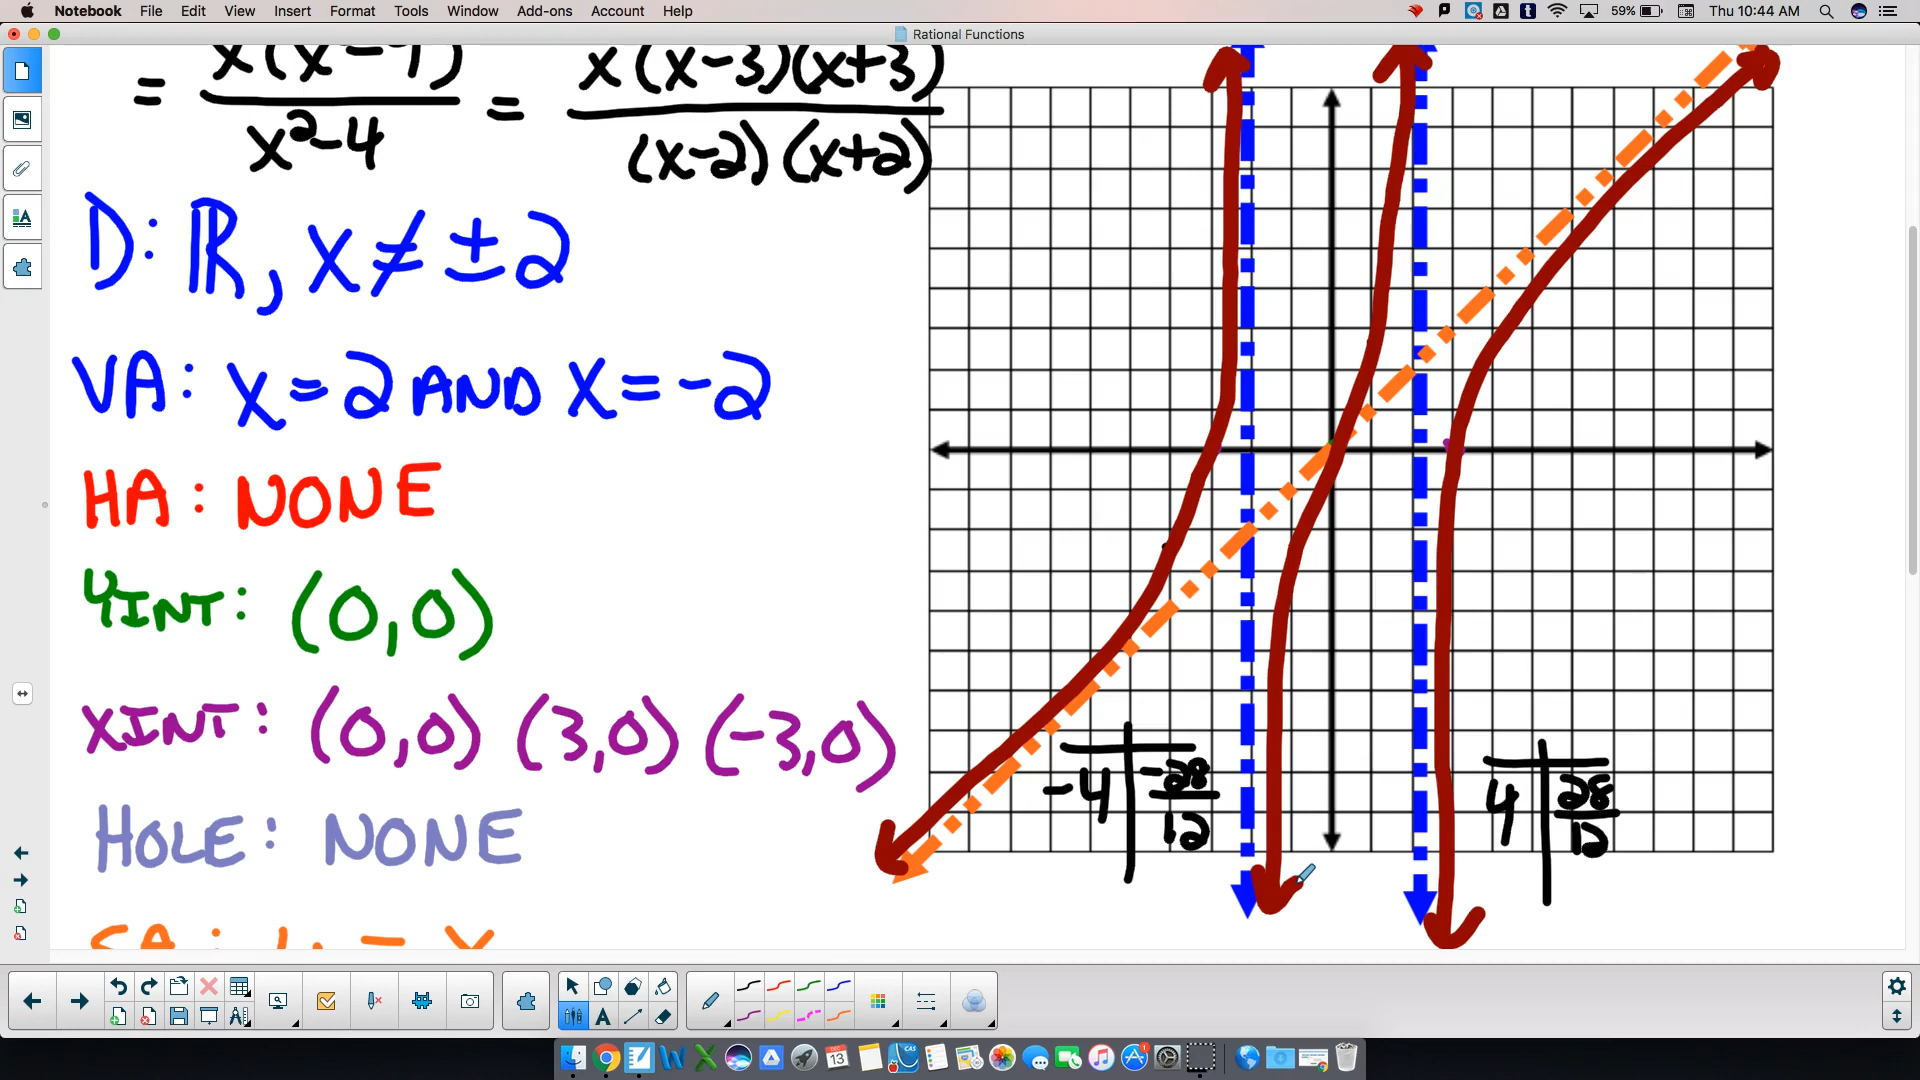 Notebook File Edit View Insert Format Tools Window Add-ons Account Help 59% Thu 10:44 AM
Rational Functions
= x(x²-9) / x²-4 = x(x-3)(x+3) / (x-2)(x+2)
D: ℝ, x ≠ ±2
VA: X=2 AND X=-2
HA: NONE
YINT: (0,0)
XINT: (0,0) (3,0) (-3,0)
HOLE: NONE
SA: y = x
-4 | -28/12
4 | 28/12